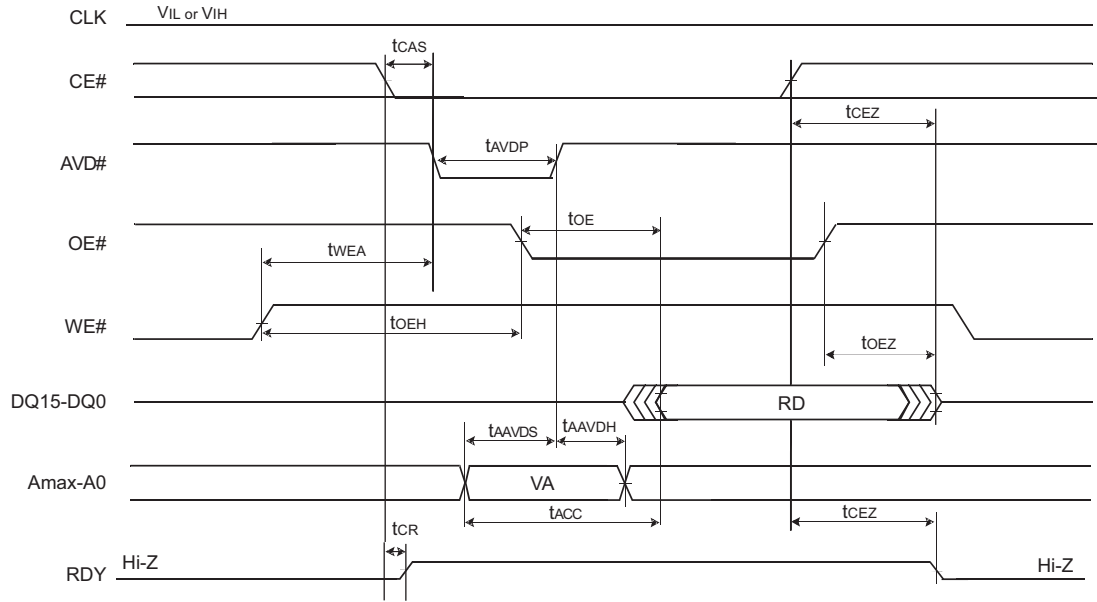 CLK VIL or VIH
tCAS
CE#
tCEZ
AVD# tAVDP
tOE
OE#
tWEA
WE# tOEH
tOEZ
DQ15-DQ0 RD
tAAVDS tAAVDH
Amax-A0 VA
tACC tCEZ
tCR
RDY Hi-Z Hi-Z